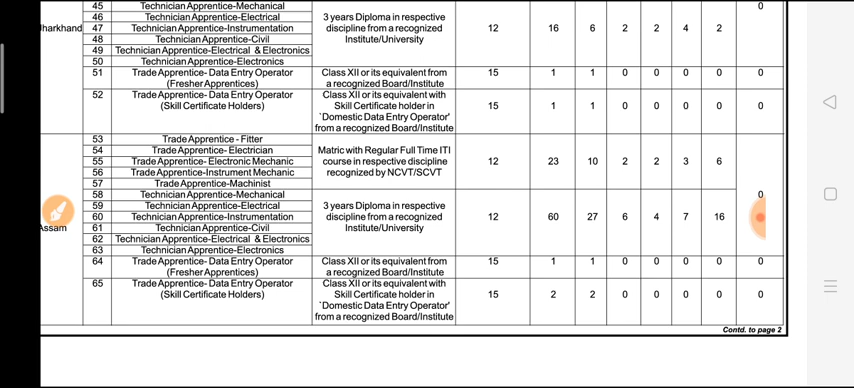 45 Technician Apprentice-Mechanical 0
46 Technician Apprentice-Electrical 3 years Diploma in respective
Jharkhand 47 Technician Apprentice-Instrumentation discipline from a recognized 12 16 6 2 2 4 2
48 Technician Apprentice-Civil Institute/University
49 Technician Apprentice-Electrical & Electronics
50 Technician Apprentice-Electronics
51 Trade Apprentice- Data Entry Operator Class XII or its equivalent from 15 1 1 0 0 0 0 0
(Fresher Apprentices) a recognized Board/Institute
52 Trade Apprentice- Data Entry Operator Class XII or its equivalent with
(Skill Certificate Holders) Skill Certificate holder in 15 1 1 0 0 0 0 0
`Domestic Data Entry Operator'
from a recognized Board/Institute
53 Trade Apprentice - Fitter
54 Trade Apprentice- Electrician Matric with Regular Full Time ITI
55 Trade Apprentice- Electronic Mechanic course in respective discipline 12 23 10 2 2 3 6
56 Trade Apprentice-Instrument Mechanic recognized by NCVT/SCVT
57 Trade Apprentice-Machinist
58 Technician Apprentice-Mechanical 0
59 Technician Apprentice-Electrical 3 years Diploma in respective
60 Technician Apprentice-Instrumentation discipline from a recognized 12 60 27 6 4 7 16
Assam 61 Technician Apprentice-Civil Institute/University
62 Technician Apprentice-Electrical & Electronics
63 Technician Apprentice-Electronics
64 Trade Apprentice- Data Entry Operator Class XII or its equivalent from 15 1 1 0 0 0 0 0
(Fresher Apprentices) a recognized Board/Institute
65 Trade Apprentice- Data Entry Operator Class XII or its equivalent with
(Skill Certificate Holders) Skill Certificate holder in 15 2 2 0 0 0 0 0
`Domestic Data Entry Operator'
from a recognized Board/Institute
Contd. to page 2